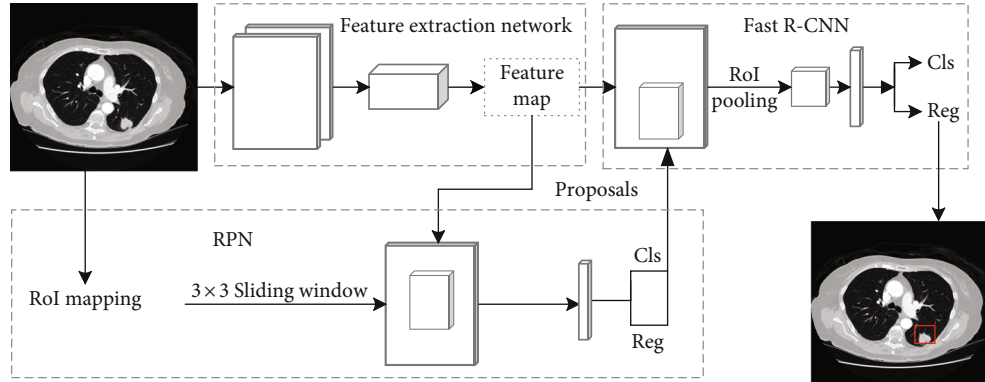 Feature extraction network
Fast R-CNN
Feature
map
RoI
pooling
Cls
Reg
Proposals
RPN
RoI mapping
3×3 Sliding window
Cls
Reg